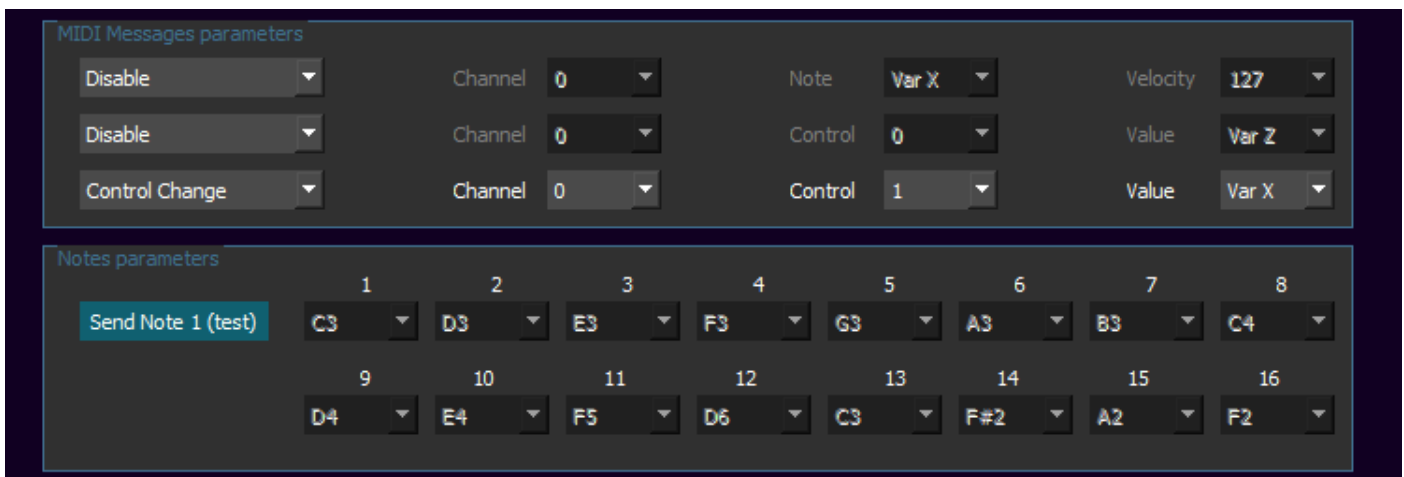 MIDI Messages parameters
Disable Channel 0 Note Var X Velocity 127
Disable Channel 0 Control 0 Value Var Z
Control Change Channel 0 Control 1 Value Var X
Notes parameters
1 2 3 4 5 6 7 8
Send Note 1 (test) C3 D3 E3 F3 G3 A3 B3 C4
9 10 11 12 13 14 15 16
D4 E4 F5 D6 C3 F#2 A2 F2